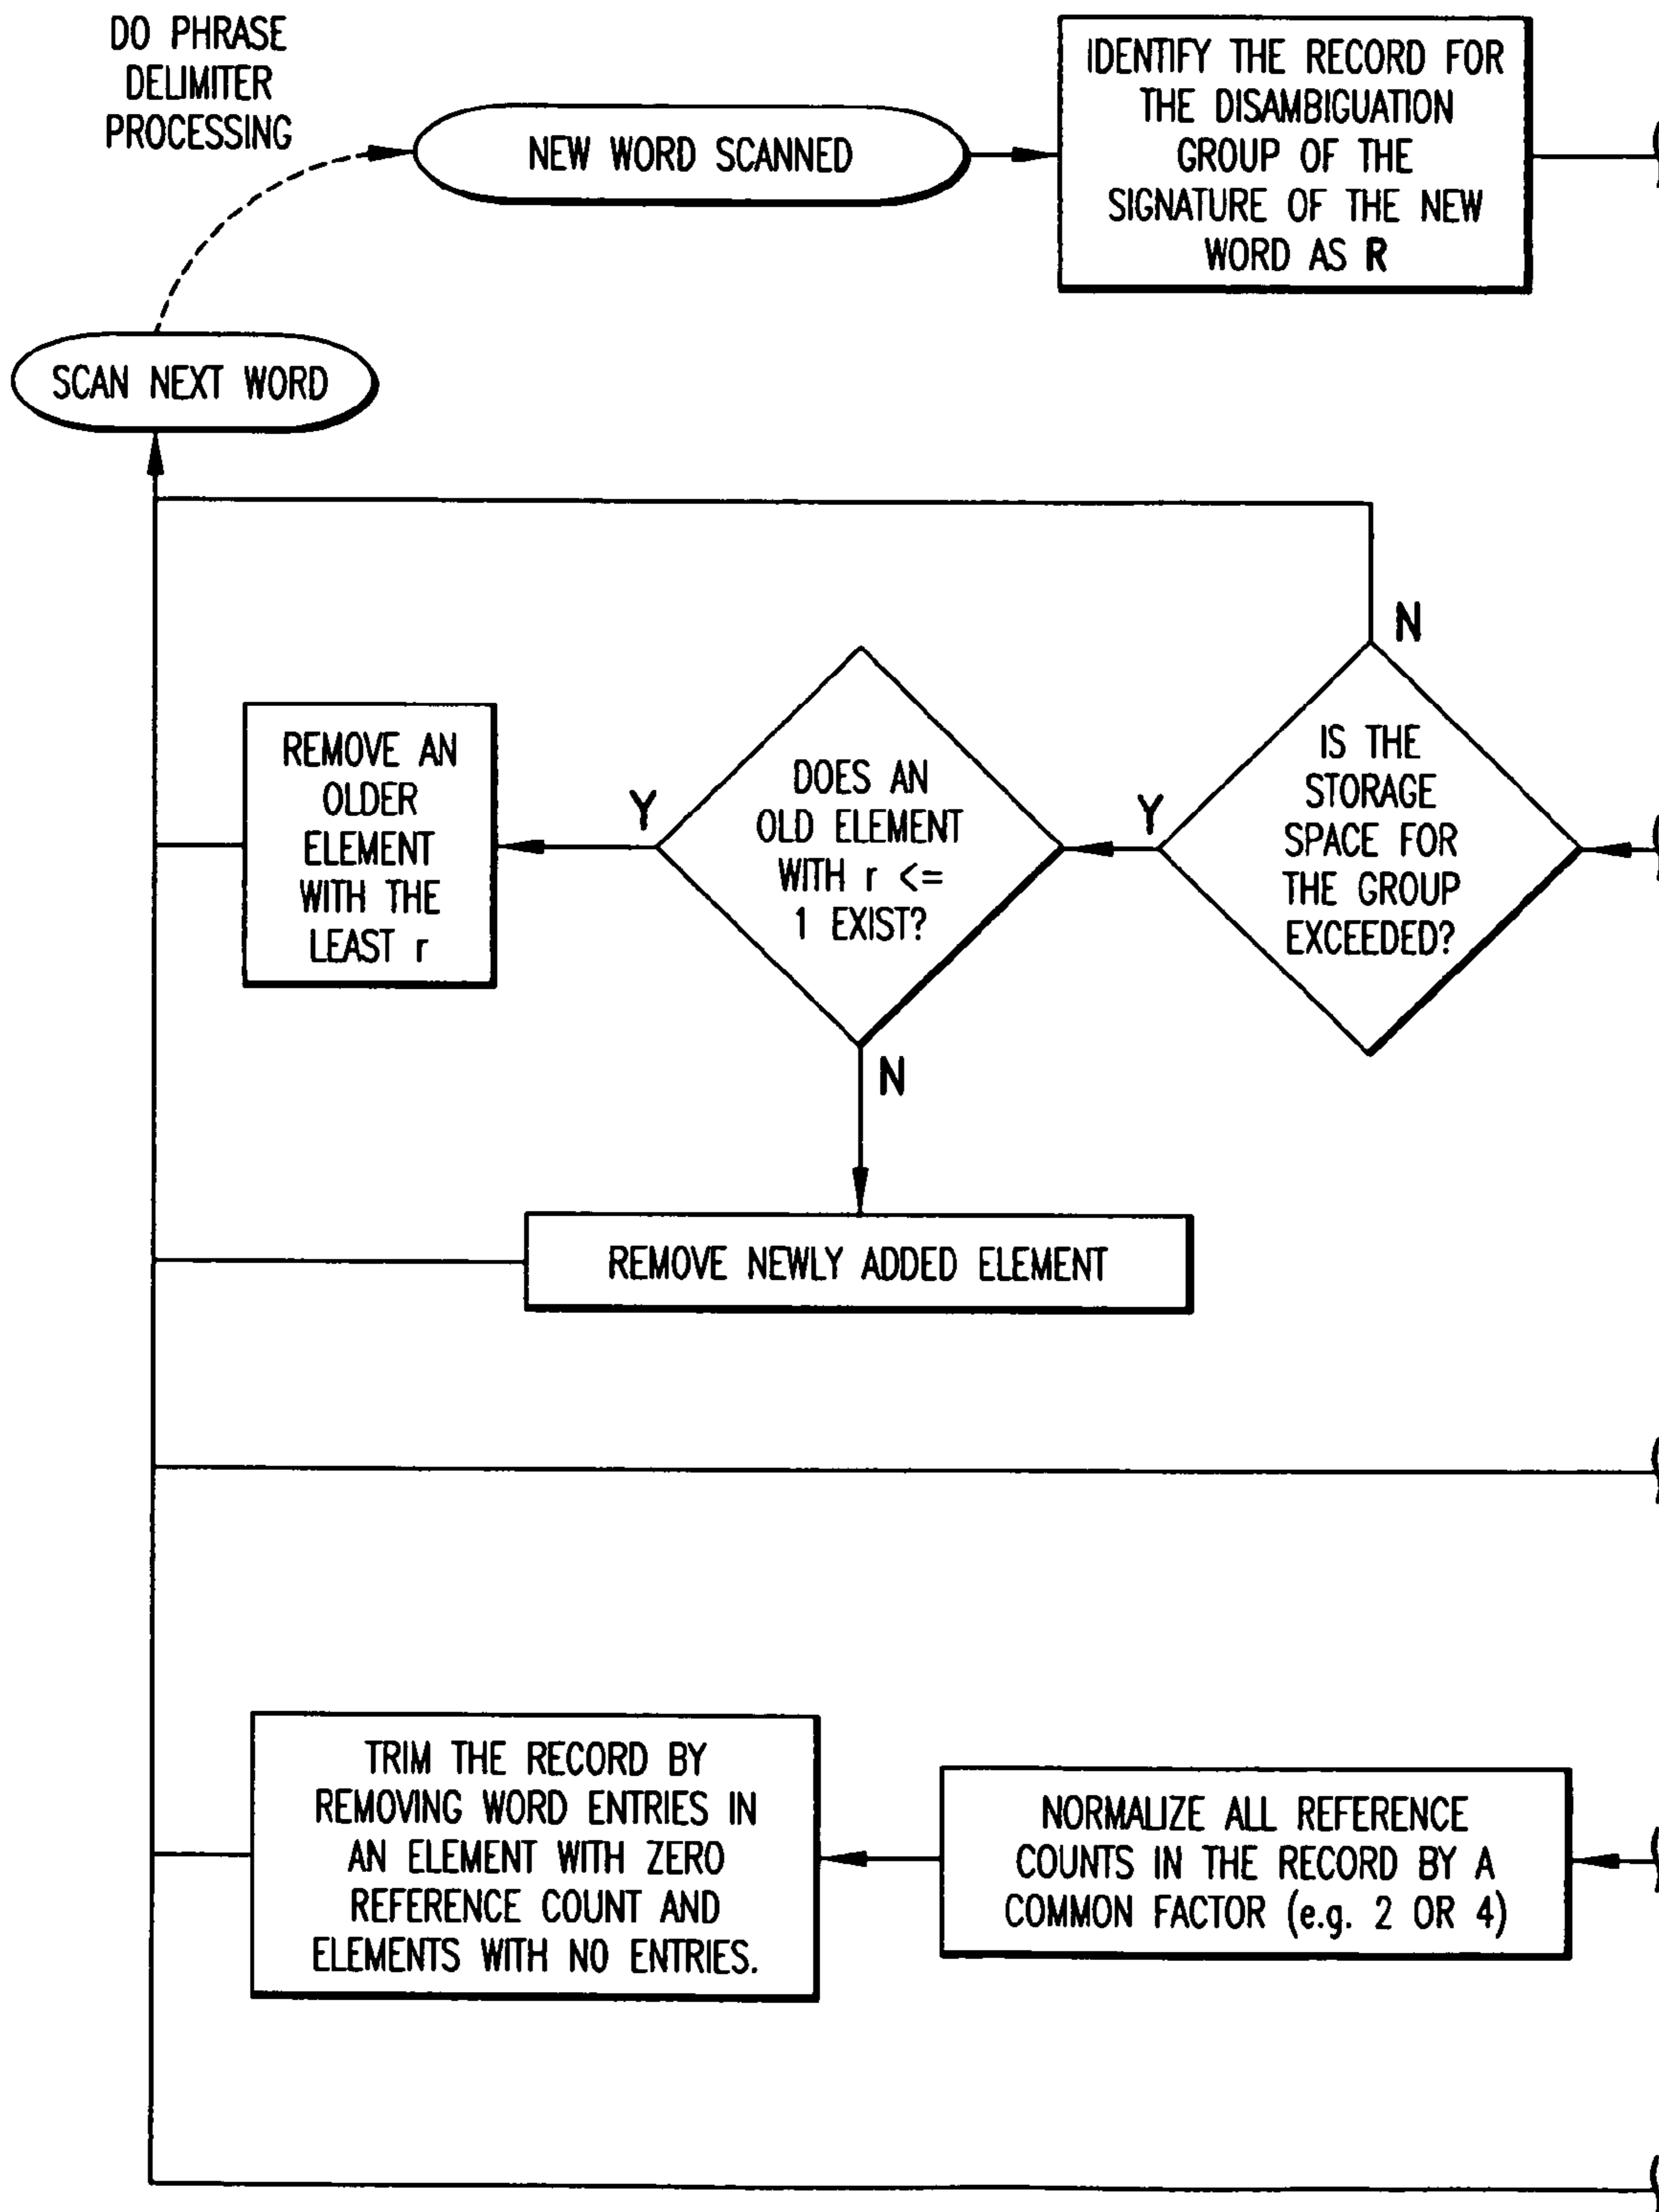 DO PHRASE
DELIMITER
PROCESSING
NEW WORD SCANNED
IDENTIFY THE RECORD FOR
THE DISAMBIGUATION
GROUP OF THE
SIGNATURE OF THE NEW
WORD AS R
SCAN NEXT WORD
N
IS THE
STORAGE
SPACE FOR
THE GROUP
EXCEEDED?
Y
DOES AN
OLD ELEMENT
WITH r <=
1 EXIST?
Y
REMOVE AN
OLDER
ELEMENT
WITH THE
LEAST r
N
REMOVE NEWLY ADDED ELEMENT
NORMALIZE ALL REFERENCE
COUNTS IN THE RECORD BY A
COMMON FACTOR (e.g. 2 OR 4)
TRIM THE RECORD BY
REMOVING WORD ENTRIES IN
AN ELEMENT WITH ZERO
REFERENCE COUNT AND
ELEMENTS WITH NO ENTRIES.